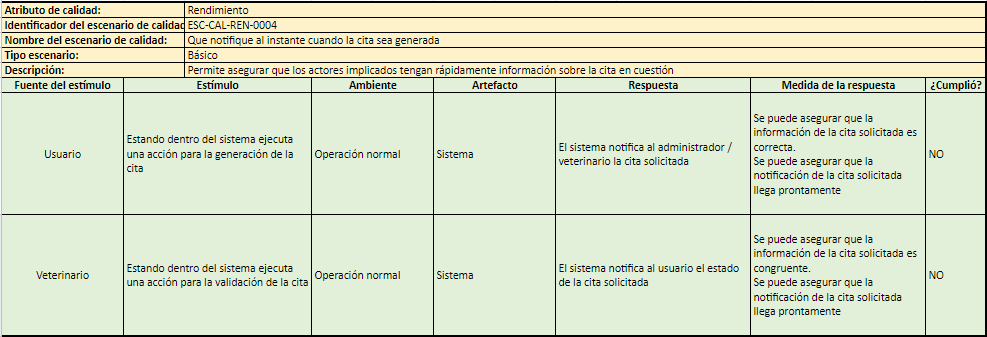 Atributo de calidad: Rendimiento
Identificador del escenario de calidad ESC-CAL-REN-0004
Nombre del escenario de calidad: Que notifique al instante cuando la cita sea generada
Tipo escenario: Básico
Descripción: Permite asegurar que los actores implicados tengan rápidamente información sobre la cita en cuestión
Fuente del estímulo Estímulo Ambiente Artefacto Respuesta Medida de la respuesta ¿Cumplió?
Usuario
Estando dentro del sistema ejecuta
una acción para la generación de la
cita
Operación normal
Sistema
El sistema notifica al administrador /
veterinario la cita solicitada
Se puede asegurar que la
información de la cita solicitada es
correcta.
Se puede asegurar que la
notificación de la cita solicitada
llega prontamente
NO
Veterinario
Estando dentro del sistema ejecuta
una acción para la validación de la cita
Operación normal
Sistema
El sistema notifica al usuario el estado
de la cita solicitada
Se puede asegurar que la
información de la cita solicitada es
congruente.
Se puede asegurar que la
notificación de la cita solicitada
llega prontamente
NO